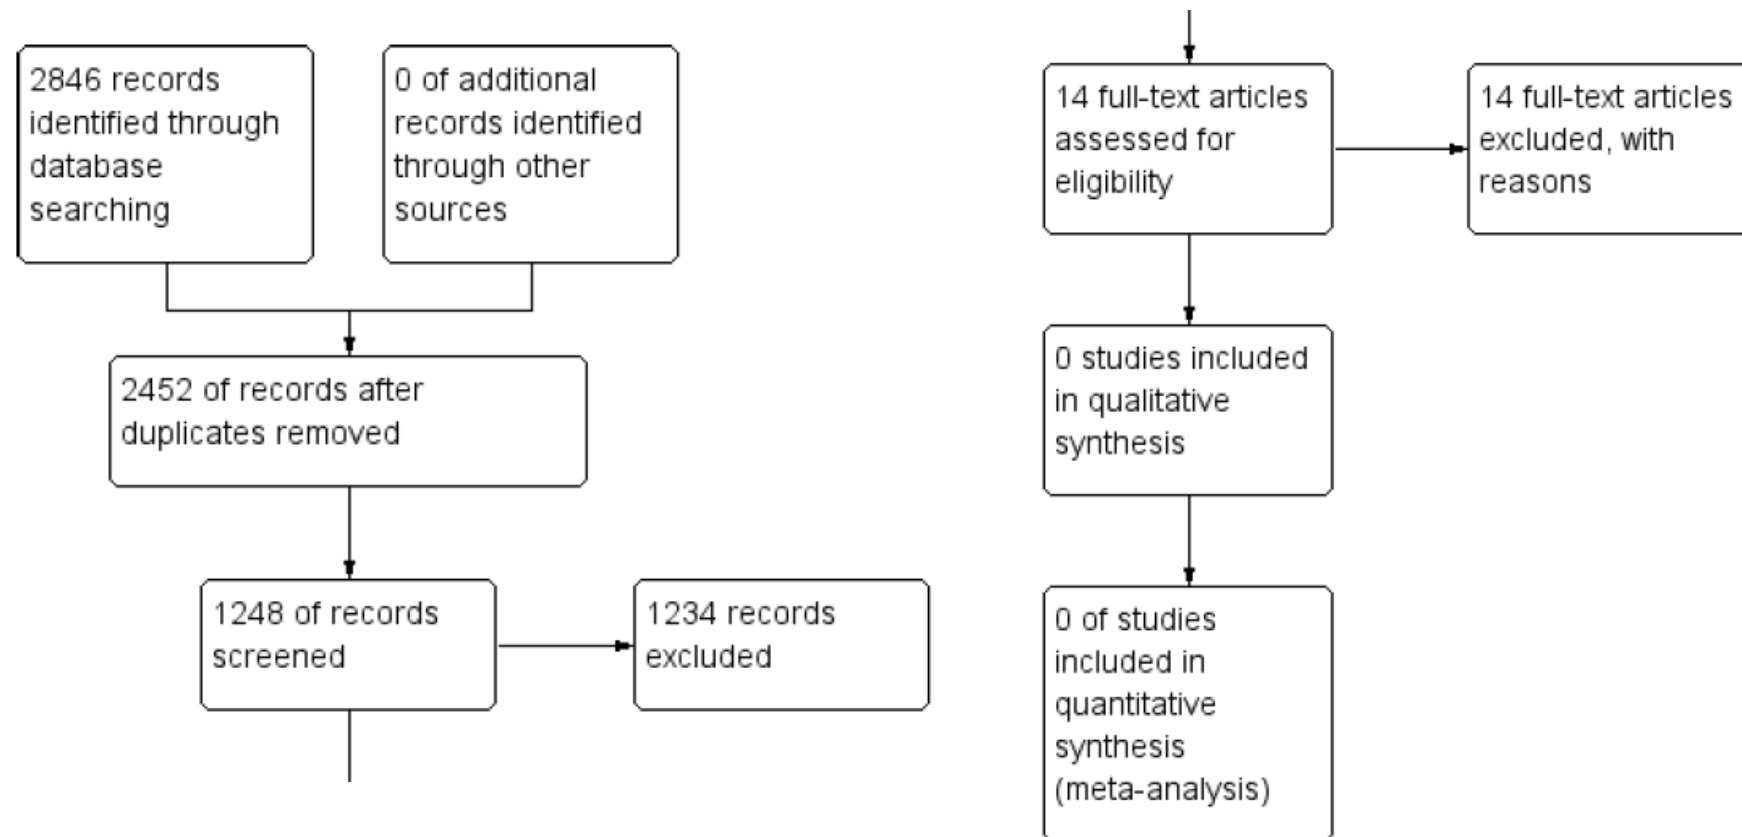 2846 records
identified through
database
searching
0 of additional
records identified
through other
sources
2452 of records after
duplicates removed
1248 of records
screened
1234 records
excluded
14 full-text articles
assessed for
eligibility
14 full-text articles
excluded, with
reasons
0 studies included
in qualitative
synthesis
0 of studies
included in
quantitative
synthesis
(meta-analysis)